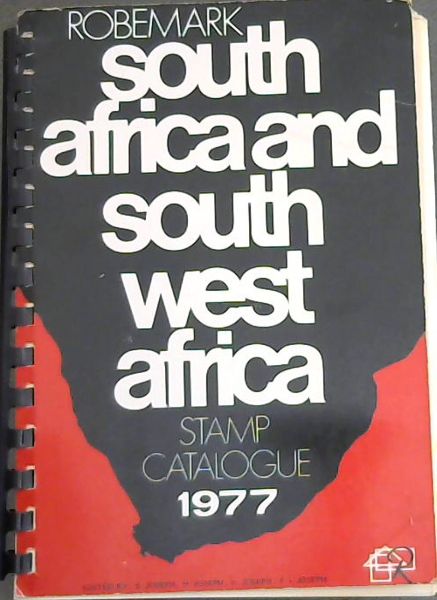 ROBEMARK
south
africa and
south
west
africa
STAMP
CATALOGUE
1977